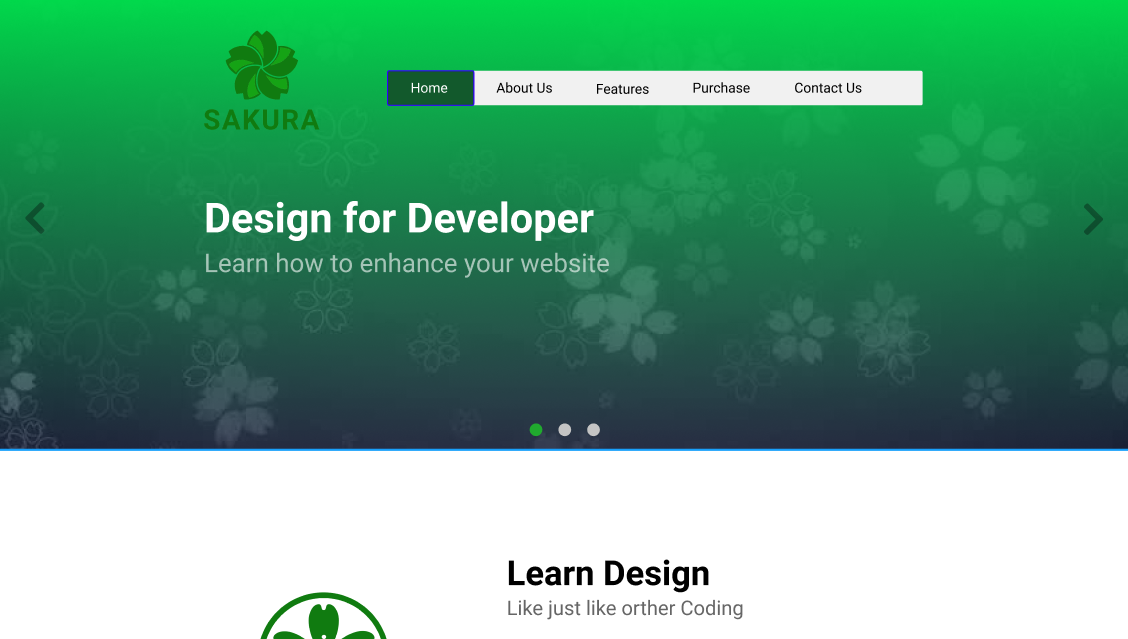 SAKURA
Home About Us Features Purchase Contact Us
Design for Developer
Learn how to enhance your website
Learn Design
Like just like orther Coding